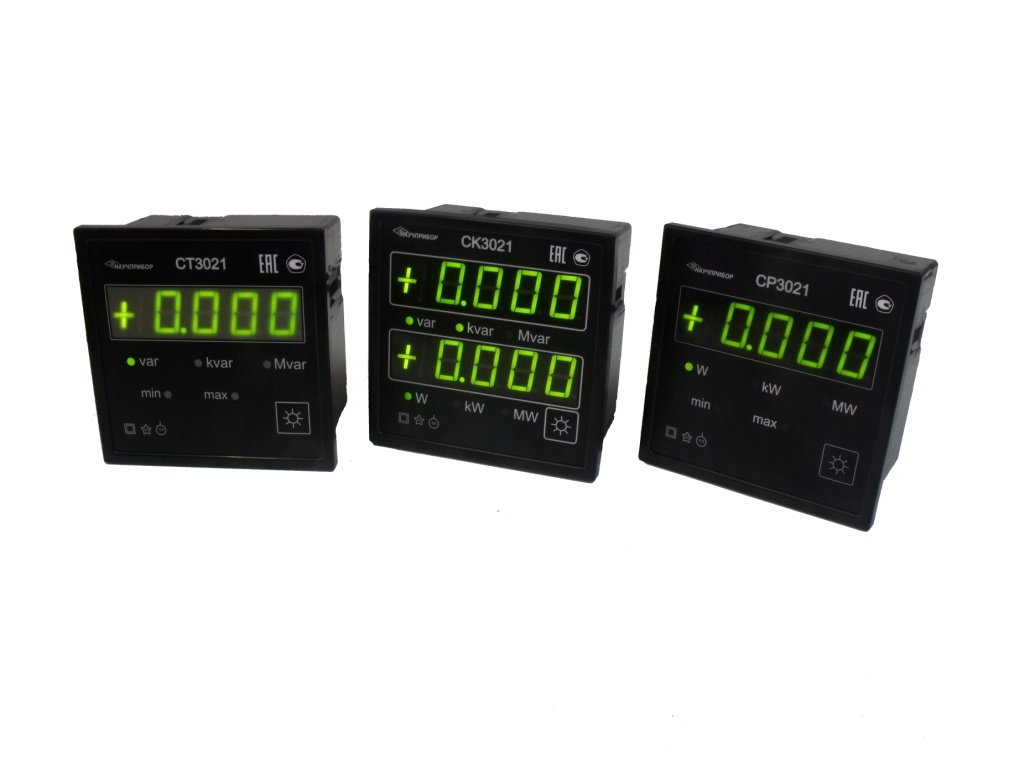 НАУЧПРИБОР
СТ3021
EAC
+ 0.000
var kvar Mvar
min max
НАУЧПРИБОР
СК3021
EAC
+ 0.000
var kvar Mvar
+ 0.000
W kW MW
НАУЧПРИБОР
СР3021
EAC
+ 0.000
W kW MW
min max